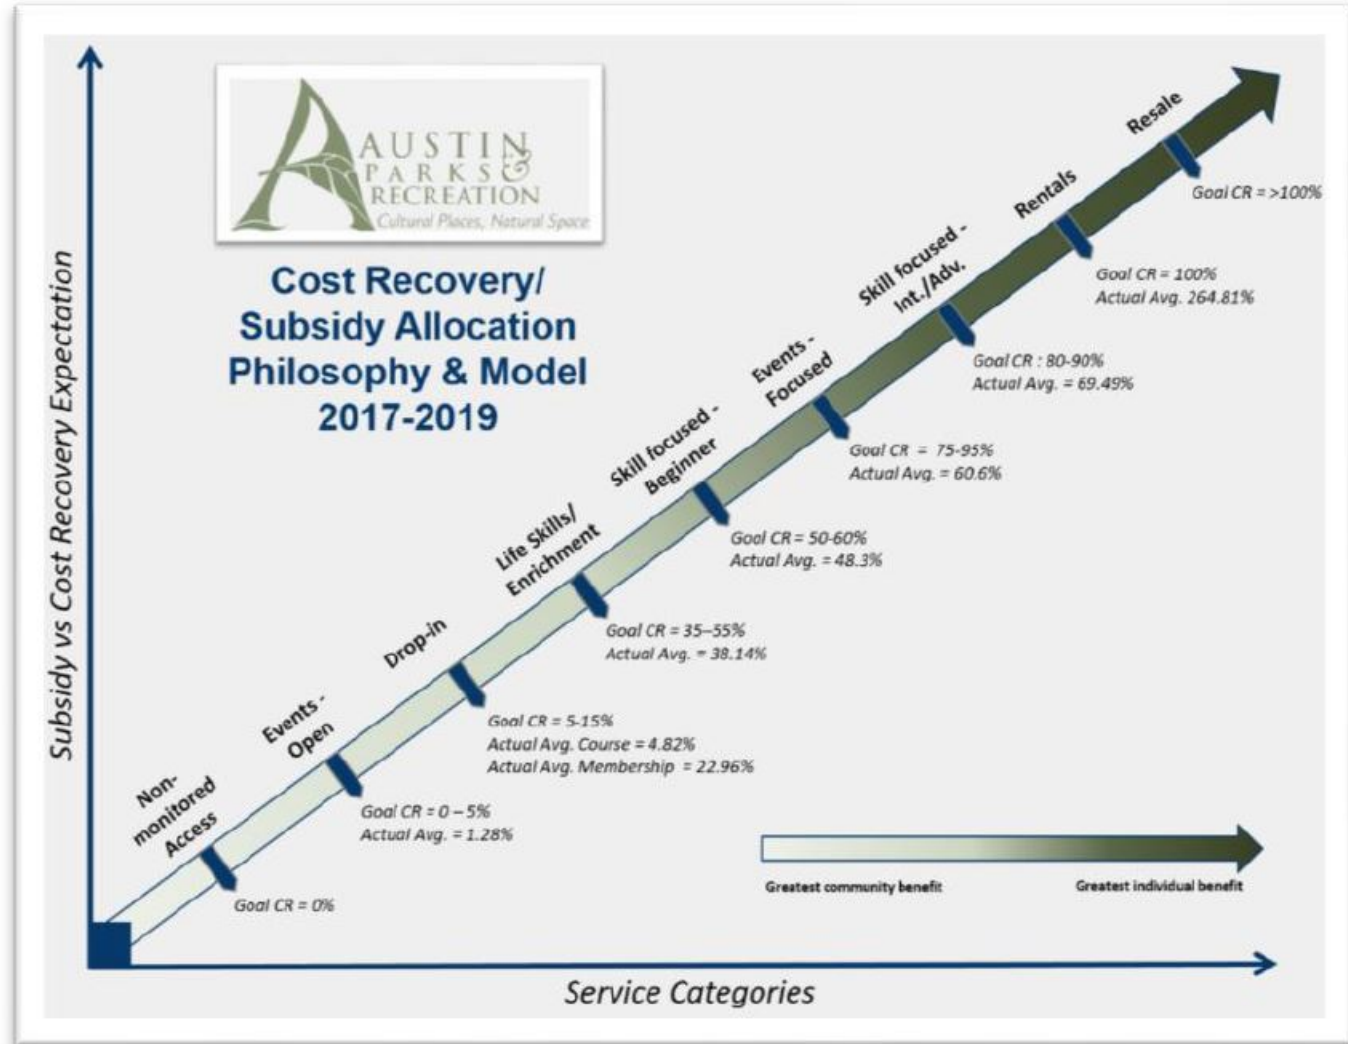 AUSTIN
PARKS &
RECREATION
Cultural Places, Natural Space
Cost Recovery/
Subsidy Allocation
Philosophy & Model
2017-2019
Subsidy vs Cost Recovery Expectation
Service Categories
Non-
monitored
Access
Goal CR = 0%
Events -
Open
Goal CR = 0 – 5%
Actual Avg. = 1.28%
Drop-in
Goal CR = 5-15%
Actual Avg. Course = 4.82%
Actual Avg. Membership = 22.96%
Life Skills/
Enrichment
Goal CR = 35–55%
Actual Avg. = 38.14%
Skill focused -
Beginner
Goal CR = 50-60%
Actual Avg. = 48.3%
Events -
Focused
Goal CR = 75-95%
Actual Avg. = 60.6%
Skill focused -
Int./Adv.
Goal CR : 80-90%
Actual Avg. = 69.49%
Rentals
Goal CR = 100%
Actual Avg. 264.81%
Resale
Goal CR = >100%
Greatest community benefit
Greatest individual benefit